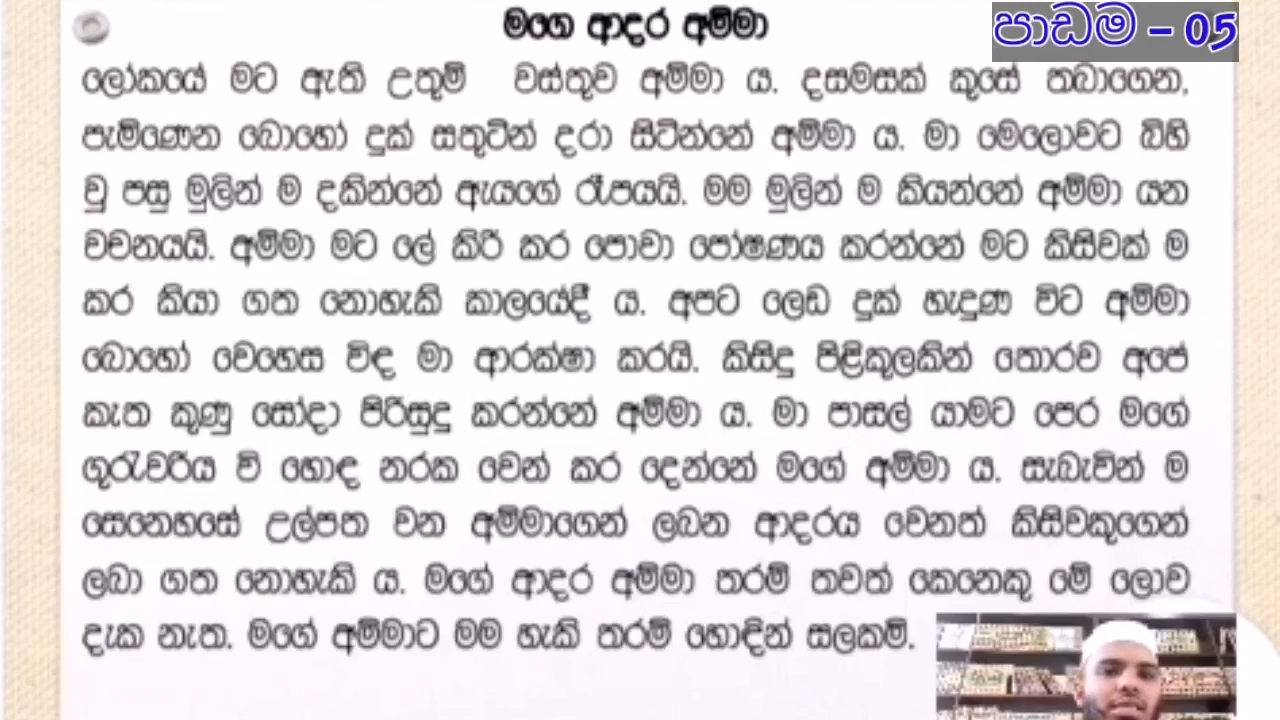 මගෙ ආදර අම්මා
පාඩම – 05
ලෝකයේ මට ඇති උතුම් වස්තුව අම්මා ය. දසමසක් කුසේ තබාගෙන,
පැමිණෙන බොහෝ දුක් සතුටින් දරා සිටින්නේ අම්මා ය. මා මෙලොවට බිහි
වූ පසු මුලින් ම දකින්නේ ඇයගේ රෑපයයි. මම මුලින් ම කියන්නේ අම්මා යන
වචනයයි. අම්මා මට ලේ කිරි කර පොවා පෝෂණය කරන්නේ මට කිසිවක් ම
කර කියා ගත නොහැකි කාලයේදී ය. අපට ලෙඩ දුක් හැදුණ විට අම්මා
බොහෝ වෙහෙස විඳ මා ආරක්ෂා කරයි. කිසිදු පිළිකුලකින් තොරව අපේ
කැත කුණු සෝදා පිරිසුදු කරන්නේ අම්මා ය. මා පාසල් යාමට පෙර මගේ
ගුරැවරිය වි හොඳ නරක වෙන් කර දෙන්නේ මගේ අම්මා ය. සැබැවින් ම
සෙනෙහසේ උල්පත වන අම්මාගෙන් ලබන ආදරය වෙනත් කිසිවකුගෙන්
ලබා ගත නොහැකි ය. මගේ ආදර අම්මා තරම් තවත් කෙනෙකු මේ ලොව
දැක නැත. මගේ අම්මාට මම හැකි තරම් හොඳින් සලකමි.